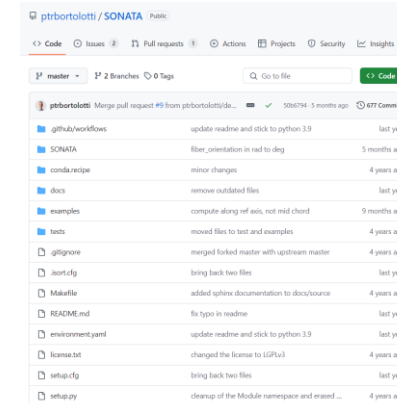 ptrbortolotti / SONATA Public
Code Issues 2 Pull requests 1 Actions Projects Security Insights
master 2 Branches 0 Tags Go to file Code
ptrbortolotti Merge pull request #9 from ptrbortolotti/de... 50b6794 · 5 months ago 677 Commi
.github/workflows update readme and stick to python 3.9 last ye
SONATA fiber_orientation in rad to deg 5 months a
conda.recipe minor changes 4 years a
docs remove outdated files last ye
examples compute along ref axis, not mid chord 9 months a
tests moved files to test and examples 4 years a
.gitignore merged forked master with upstream master 4 years a
.isort.cfg bring back two files last ye
Makefile added sphinx documentation to docs/source 4 years a
README.md fix typo in readme last ye
environment.yaml update readme and stick to python 3.9 last ye
license.txt changed the license to LGPLv3 4 years a
setup.cfg bring back two files last ye
setup.py cleanup of the Module namespace and erased ... 4 years a